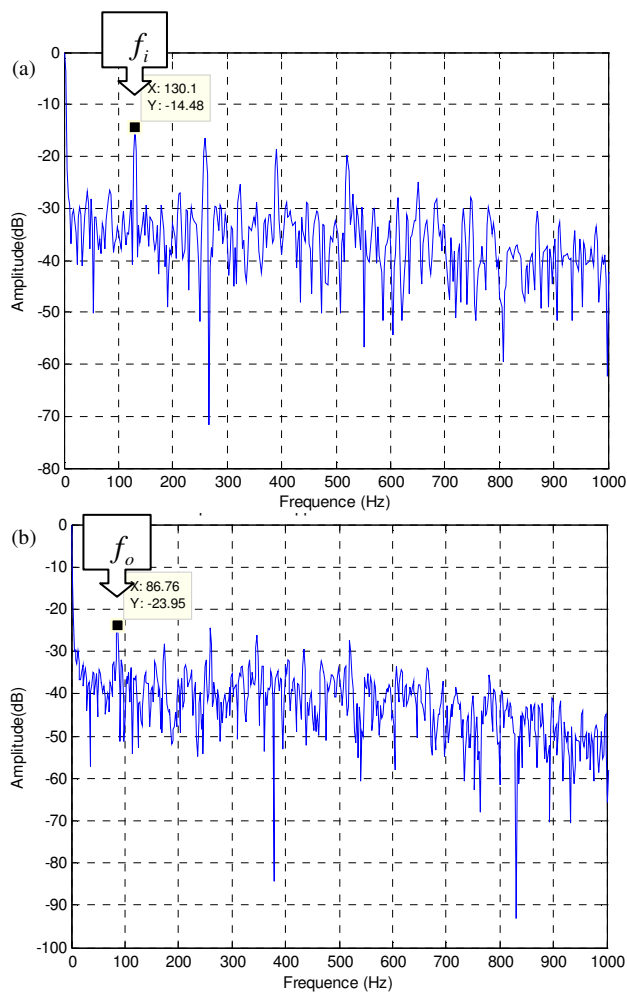 f_i
(a)
0
X: 130.1
Y: -14.48
-10
-20
-30
-40
-50
-60
-70
-80
Amplitude(dB)
0 100 200 300 400 500 600 700 800 900 1000
Frequence (Hz)
(b)
f_o
0
X: 86.76
Y: -23.95
-10
-20
-30
-40
-50
-60
-70
-80
-90
-100
Amplitude(dB)
0 100 200 300 400 500 600 700 800 900 1000
Frequence (Hz)